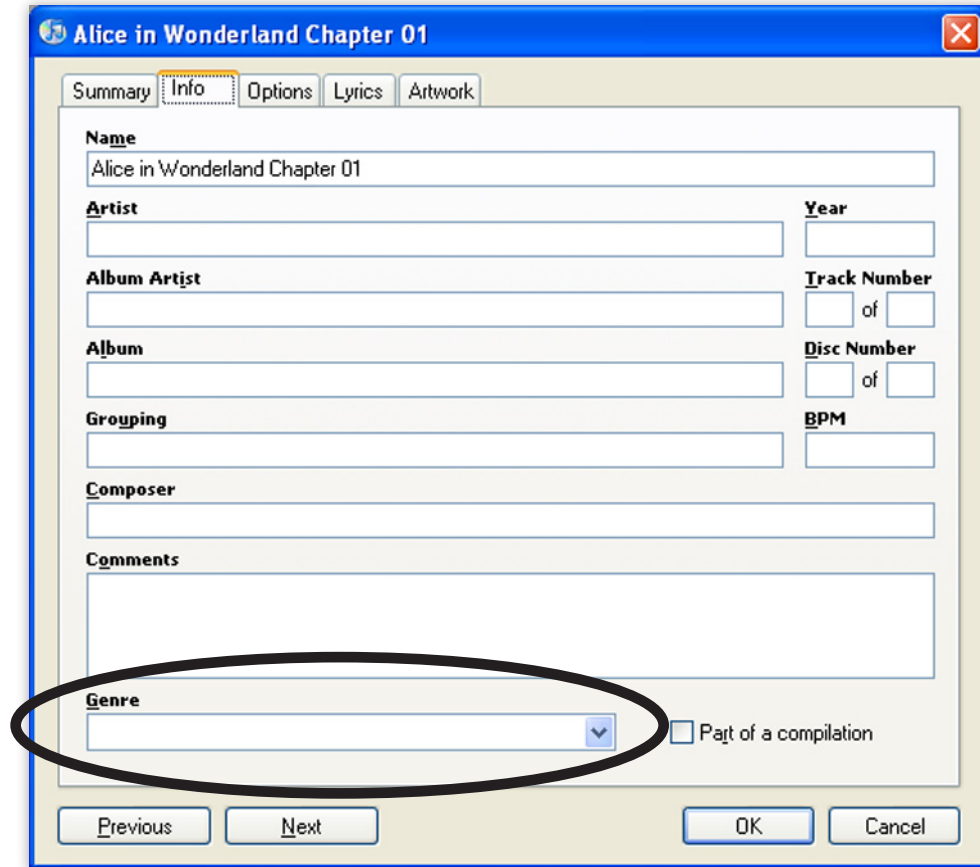 Alice in Wonderland Chapter 01
Summary Info Options Lyrics Artwork
Name
Alice in Wonderland Chapter 01
Artist Year
Album Artist Track Number
of
Album Disc Number
of
Grouping BPM
Composer
Comments
Genre
Part of a compilation
Previous Next OK Cancel